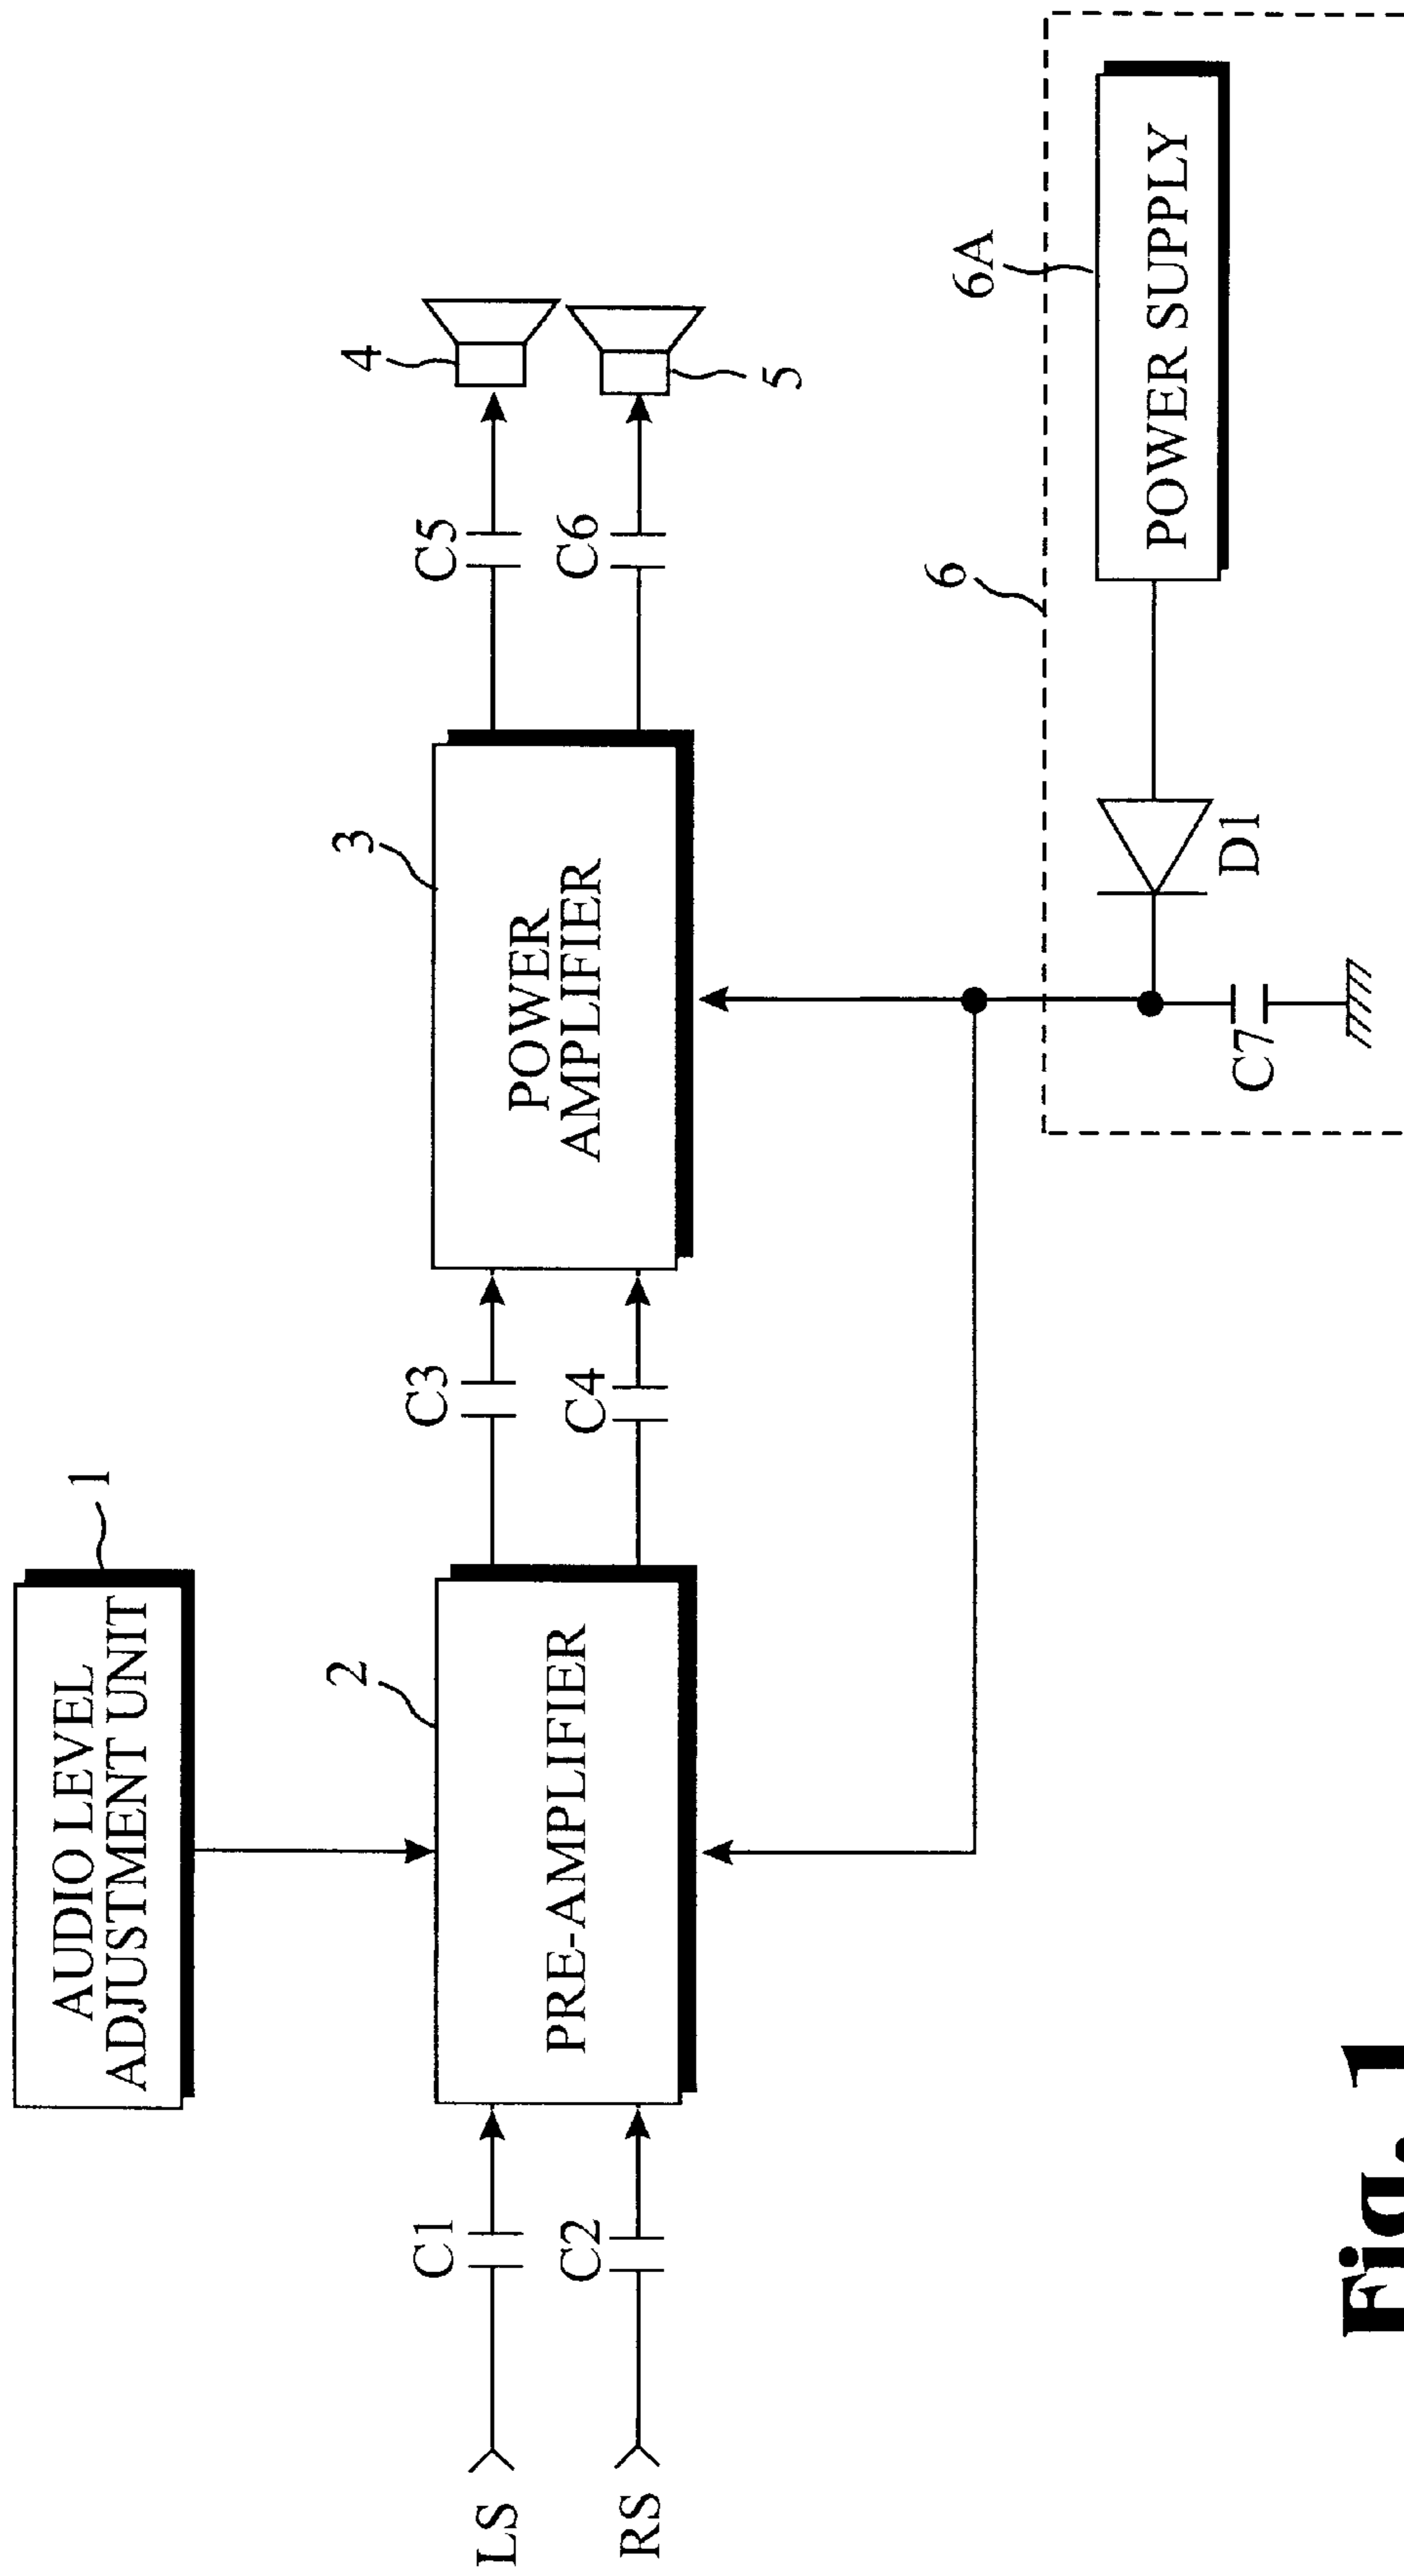 AUDIO LEVEL
ADJUSTMENT UNIT
1
2
3
4
LS
C1
PRE-AMPLIFIER
C3
POWER
AMPLIFIER
C5
RS
C2
C4
C6
5
6
6A
POWER SUPPLY
D1
C7
Fig. 1